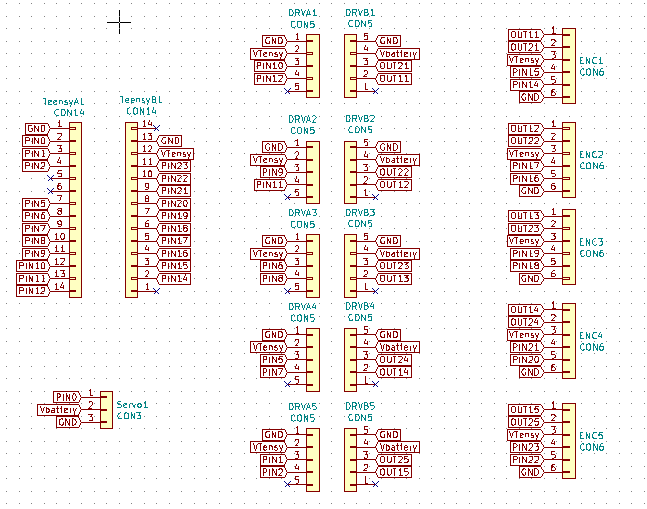 TeensyA1
CON14
GND 1
PIN0 2
PIN1 3
PIN2 4
5
6
PIN5 7
PIN6 8
PIN7 9
PIN8 10
PIN9 11
PIN10 12
PIN11 13
PIN12 14
TeensyB1
CON14
14
13 GND
12 VTensy
11 PIN23
10 PIN22
9 PIN21
8 PIN20
7 PIN19
6 PIN18
5 PIN17
4 PIN16
3 PIN15
2 PIN14
1
PIN0 1
Vbattery 2
GND 3
Servo1
CON3
DRVA1
CON5
GND 1
VTensy 2
PIN10 3
PIN12 4
5
DRVB1
CON5
5 GND
4 Vbattery
3 OUT21
2 OUT11
1
DRVA2
CON5
GND 1
VTensy 2
PIN9 3
PIN11 4
5
DRVB2
CON5
5 GND
4 Vbattery
3 OUT22
2 OUT12
1
DRVA3
CON5
GND 1
VTensy 2
PIN6 3
PIN8 4
5
DRVB3
CON5
5 GND
4 Vbattery
3 OUT23
2 OUT13
1
DRVA4
CON5
GND 1
VTensy 2
PIN5 3
PIN7 4
5
DRVB4
CON5
5 GND
4 Vbattery
3 OUT24
2 OUT14
1
DRVA5
CON5
GND 1
VTensy 2
PIN1 3
PIN2 4
5
DRVB5
CON5
5 GND
4 Vbattery
3 OUT25
2 OUT15
1
OUT11 1
OUT21 2
VTensy 3
PIN15 4
PIN14 5
GND 6
ENC1
CON6
OUT12 1
OUT22 2
VTensy 3
PIN17 4
PIN16 5
GND 6
ENC2
CON6
OUT13 1
OUT23 2
VTensy 3
PIN19 4
PIN18 5
GND 6
ENC3
CON6
OUT14 1
OUT24 2
VTensy 3
PIN21 4
PIN20 5
GND 6
ENC4
CON6
OUT15 1
OUT25 2
VTensy 3
PIN23 4
PIN22 5
GND 6
ENC5
CON6